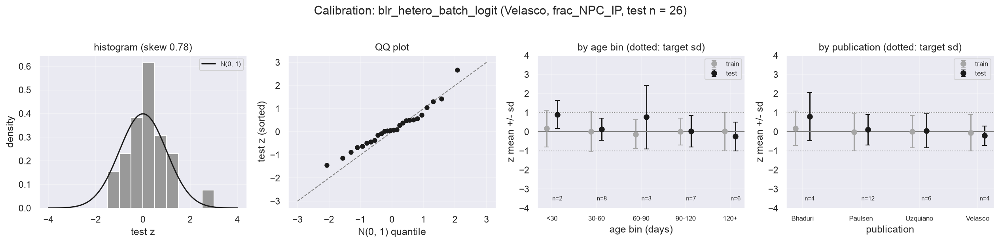 Calibration: blr_hetero_batch_logit (Velasco, frac_NPC_IP, test n = 26)
histogram (skew 0.78)
N(0, 1)
density
0.6
0.5
0.4
0.3
0.2
0.1
0.0
−4 −2 0 2 4
test z
QQ plot
test z (sorted)
3
2
1
0
−1
−2
−3
−3 −2 −1 0 1 2 3
N(0, 1) quantile
by age bin (dotted: target sd)
train
test
z mean +/- sd
4
3
2
1
0
−1
−2
−3
−4
n=2 n=8 n=3 n=7 n=6
<30 30-60 60-90 90-120 120+
age bin (days)
by publication (dotted: target sd)
train
test
z mean +/- sd
4
3
2
1
0
−1
−2
−3
−4
n=4 n=12 n=6 n=4
Bhaduri Paulsen Uzquiano Velasco
publication